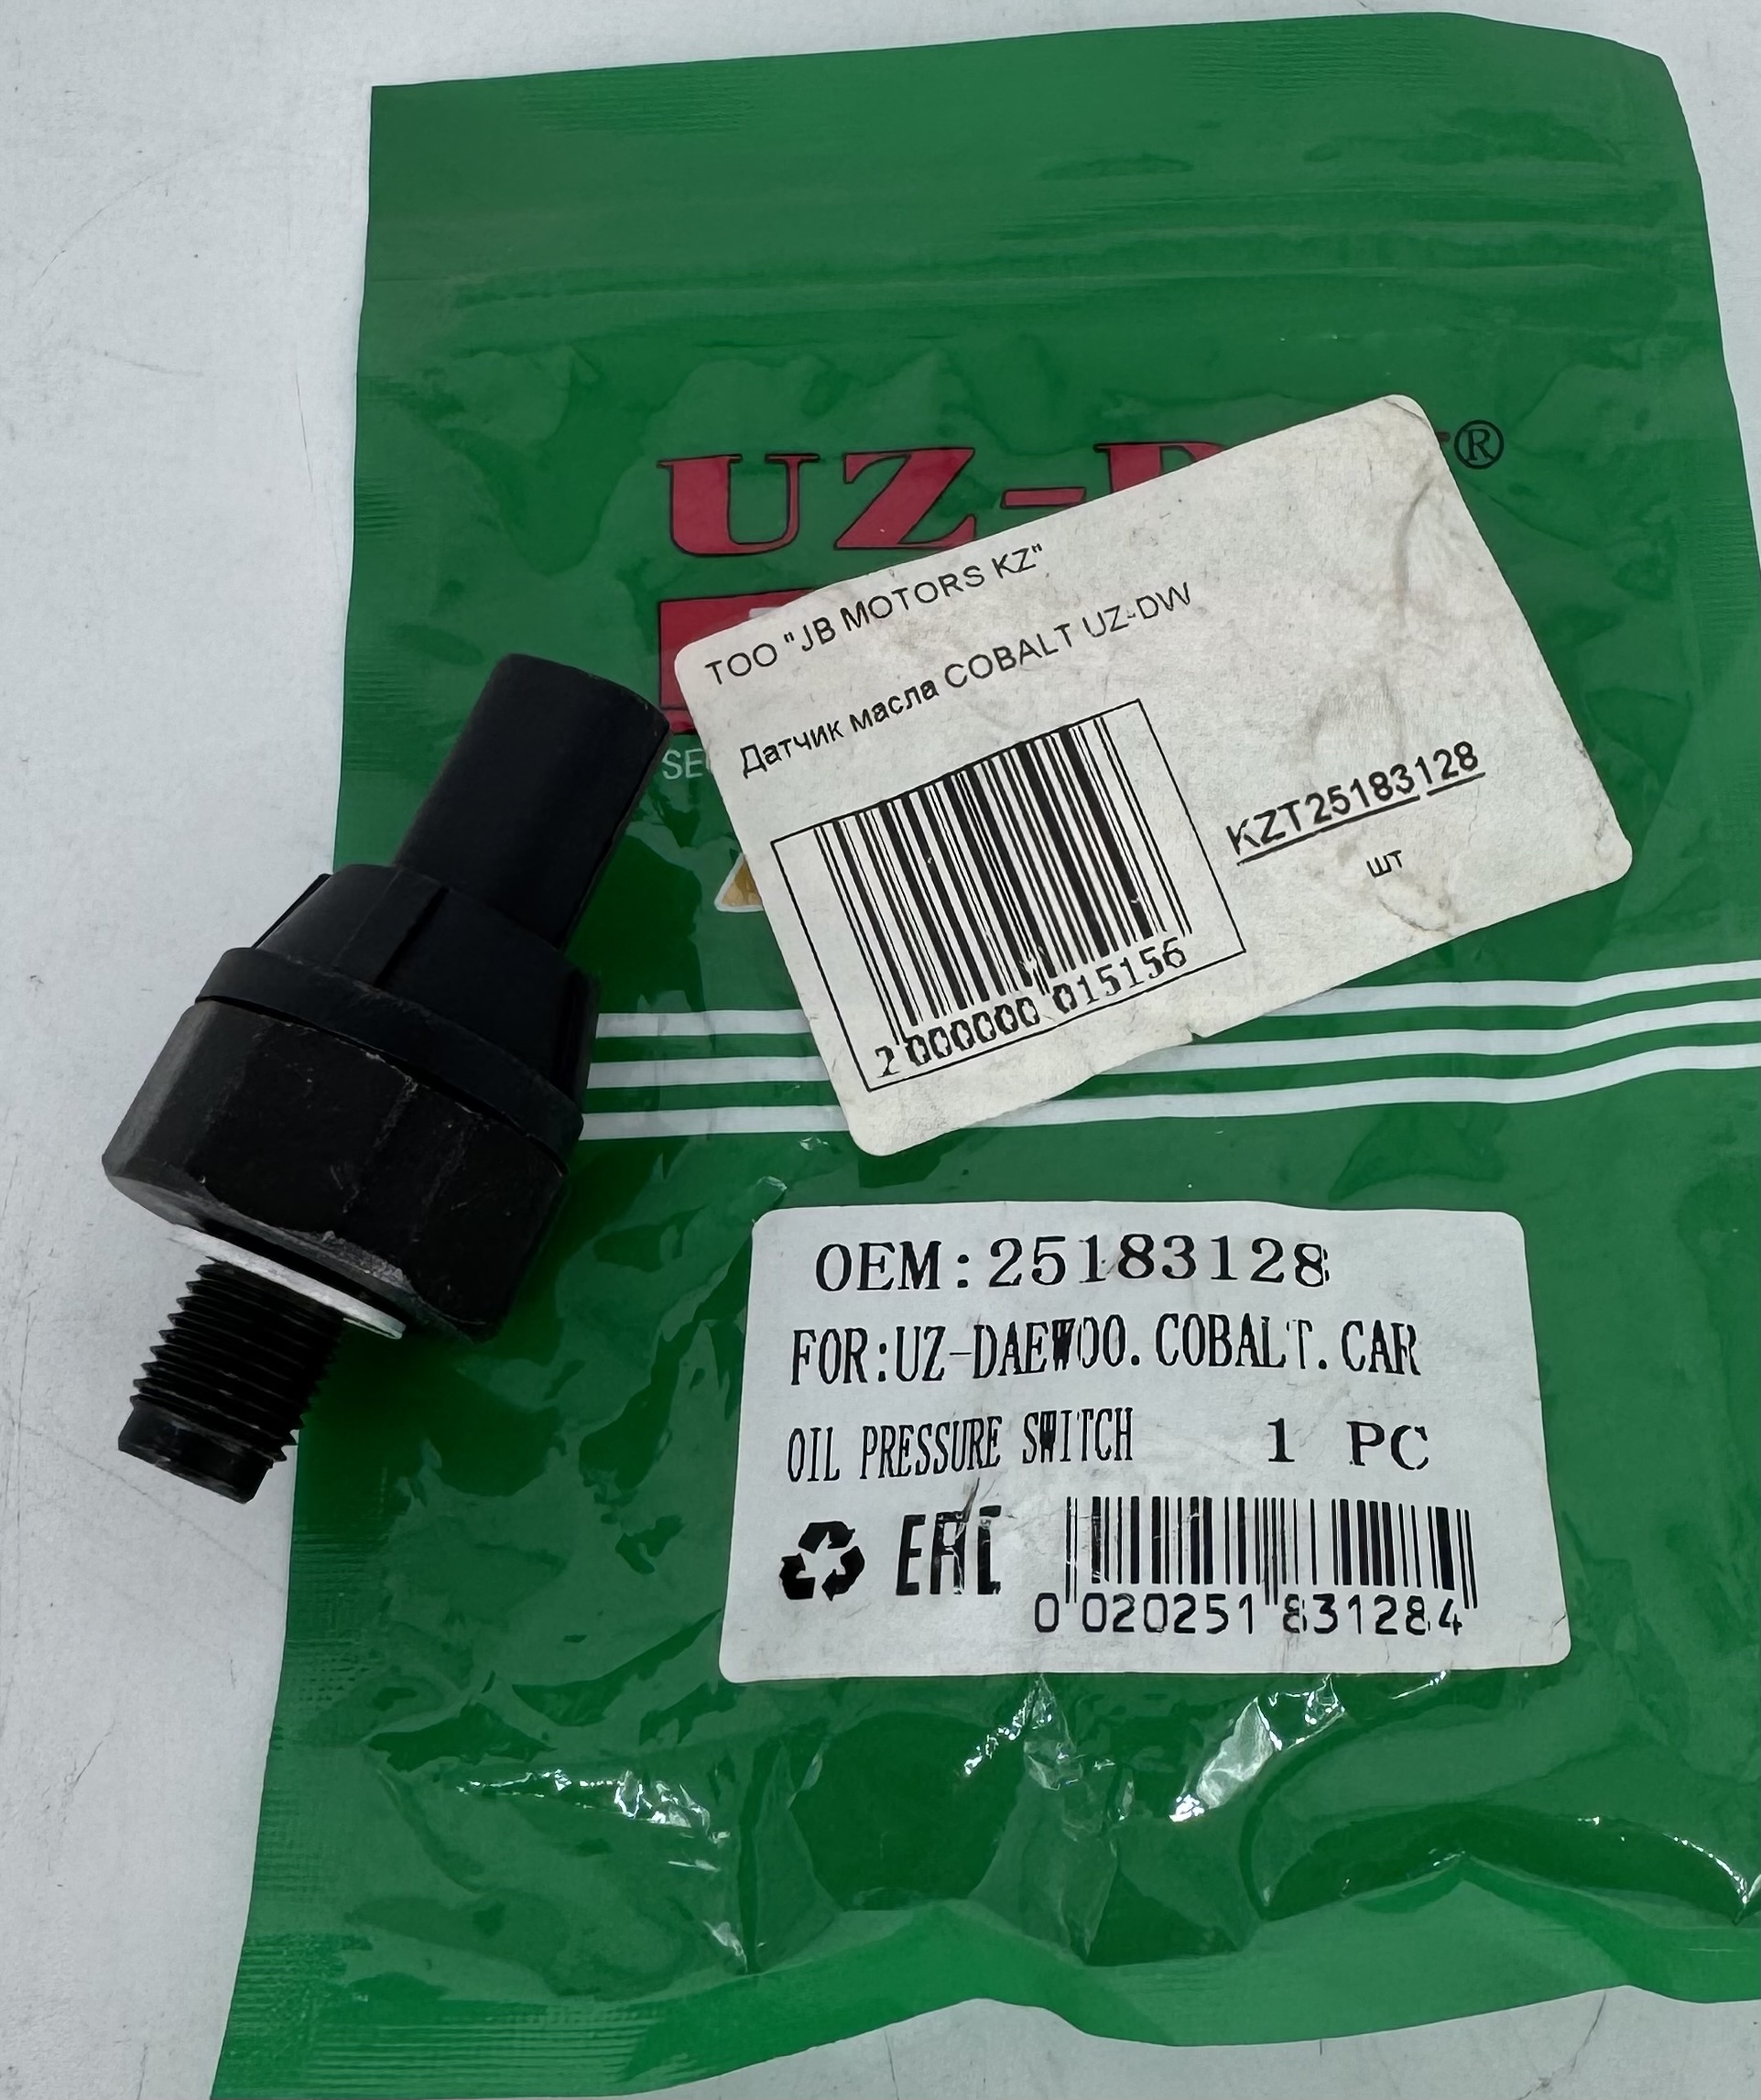 UZ-D
®
ТОО "JB MOTORS KZ"
Датчик масла COBALT UZ-DW
KZT25183128
шт
2 000000 015156
OEM:25183128
FOR:UZ-DAEWOO.COBALT.CAR
OIL PRESSURE SWITCH 1 PC
EAC
0 020251 831284